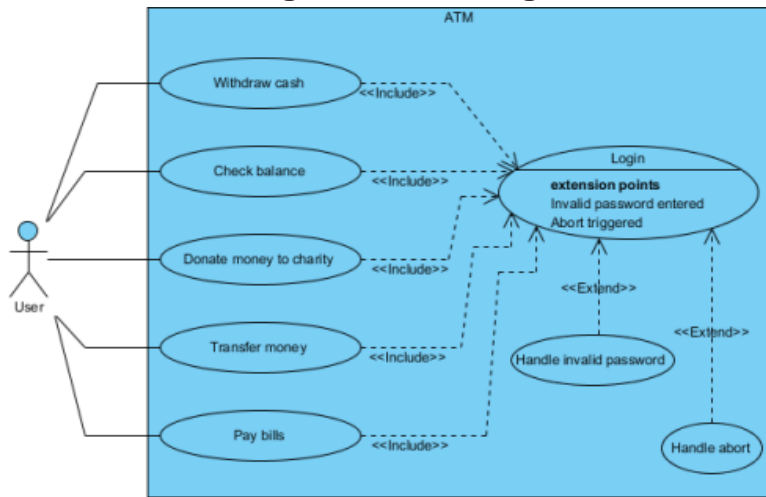 ATM
Withdraw cash
<<Include>>
Check balance
<<Include>>
Login
extension points
Invalid password entered
Abort triggered
Donate money to charity
<<Include>>
User
<<Extend>>
Transfer money
<<Include>>
Handle invalid password
<<Extend>>
Pay bills
<<Include>>
Handle abort